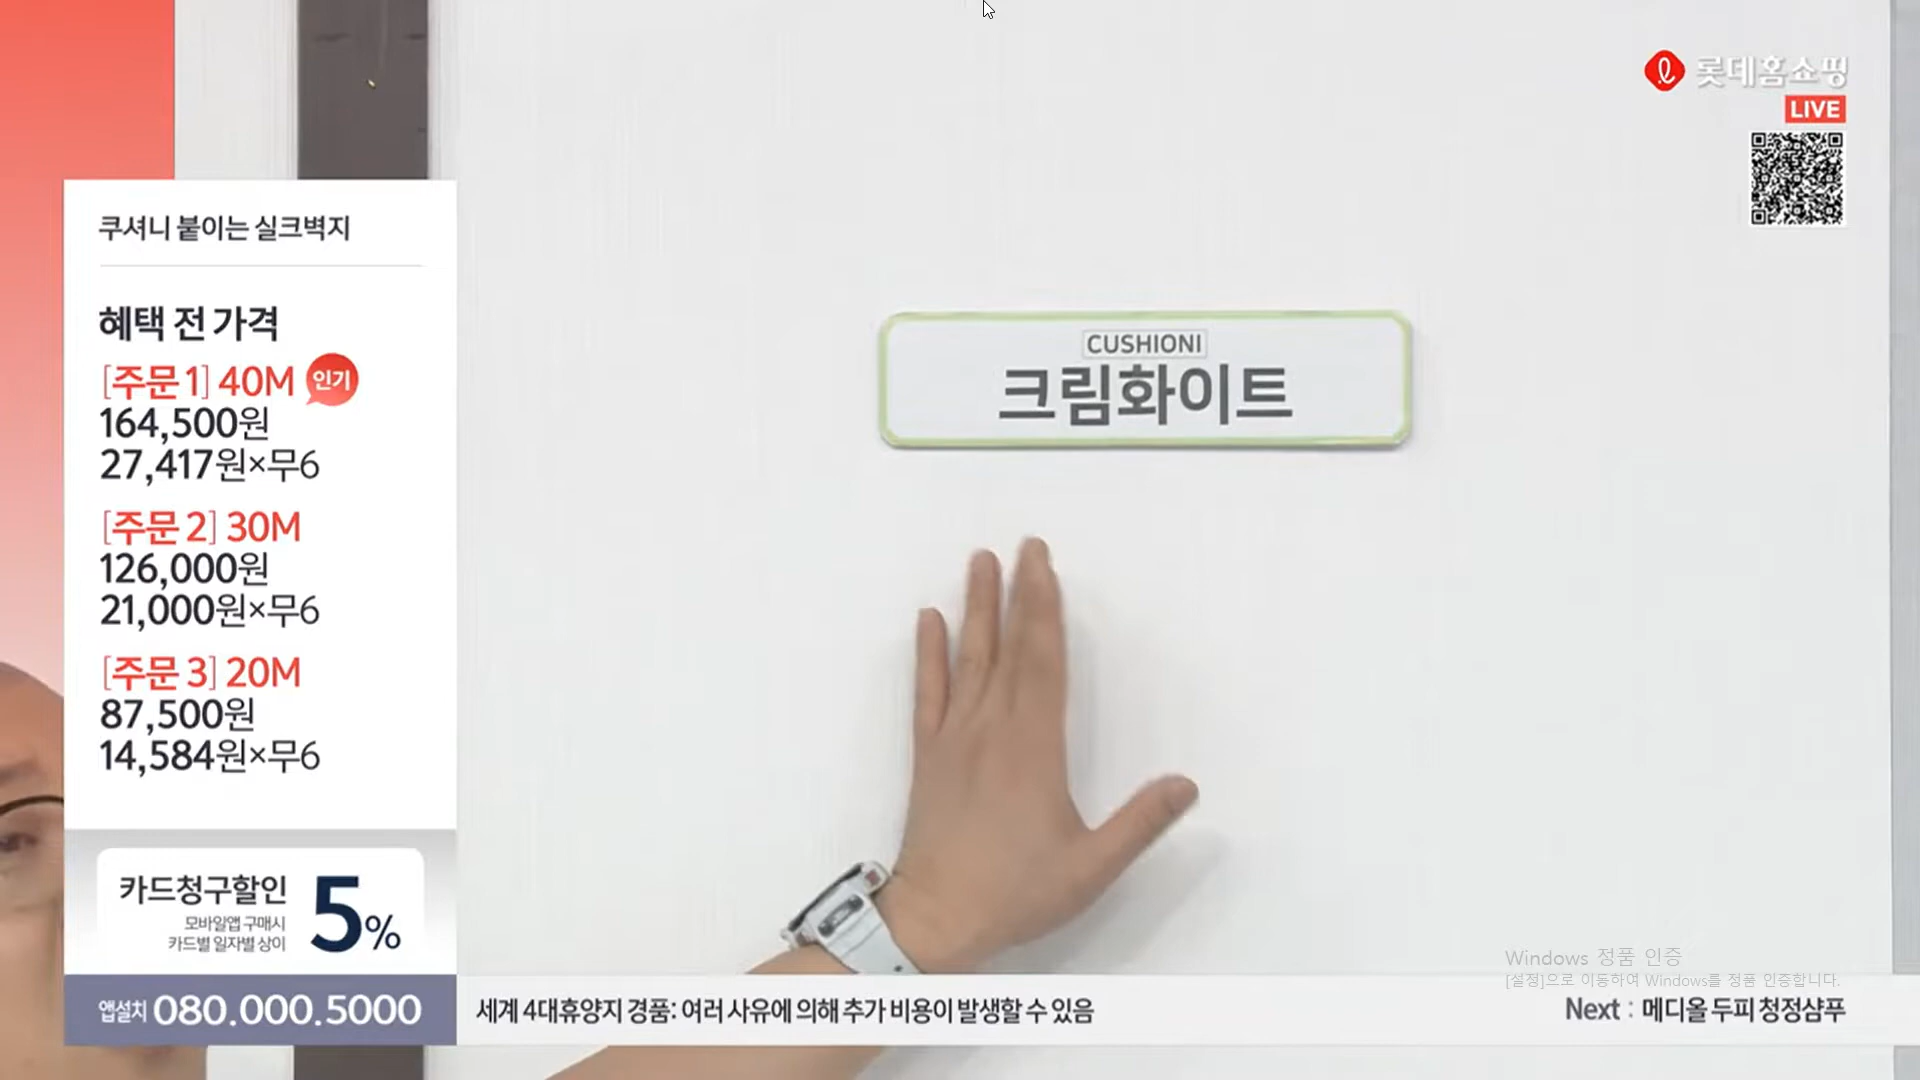 롯데홈쇼핑
LIVE
쿠셔니 붙이는 실크벽지
혜택 전 가격
[주문 1] 40M 인기
164,500원
27,417원×무6
[주문 2] 30M
126,000원
21,000원×무6
[주문 3] 20M
87,500원
14,584원×무6
카드청구할인 5%
모바일앱 구매시
카드별 일자별 상이
앱설치 080.000.5000
CUSHIONI
크림화이트
Windows 정품 인증
[설정]으로 이동하여 Windows를 정품 인증합니다.
세계 4대휴양지 경품: 여러 사유에 의해 추가 비용이 발생할 수 있음
Next : 메디올 두피 청정샴푸